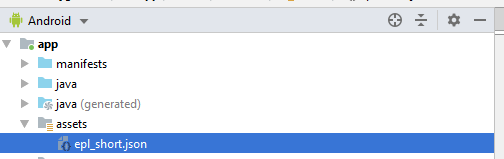 Android
app
manifests
java
java (generated)
assets
epl_short.json